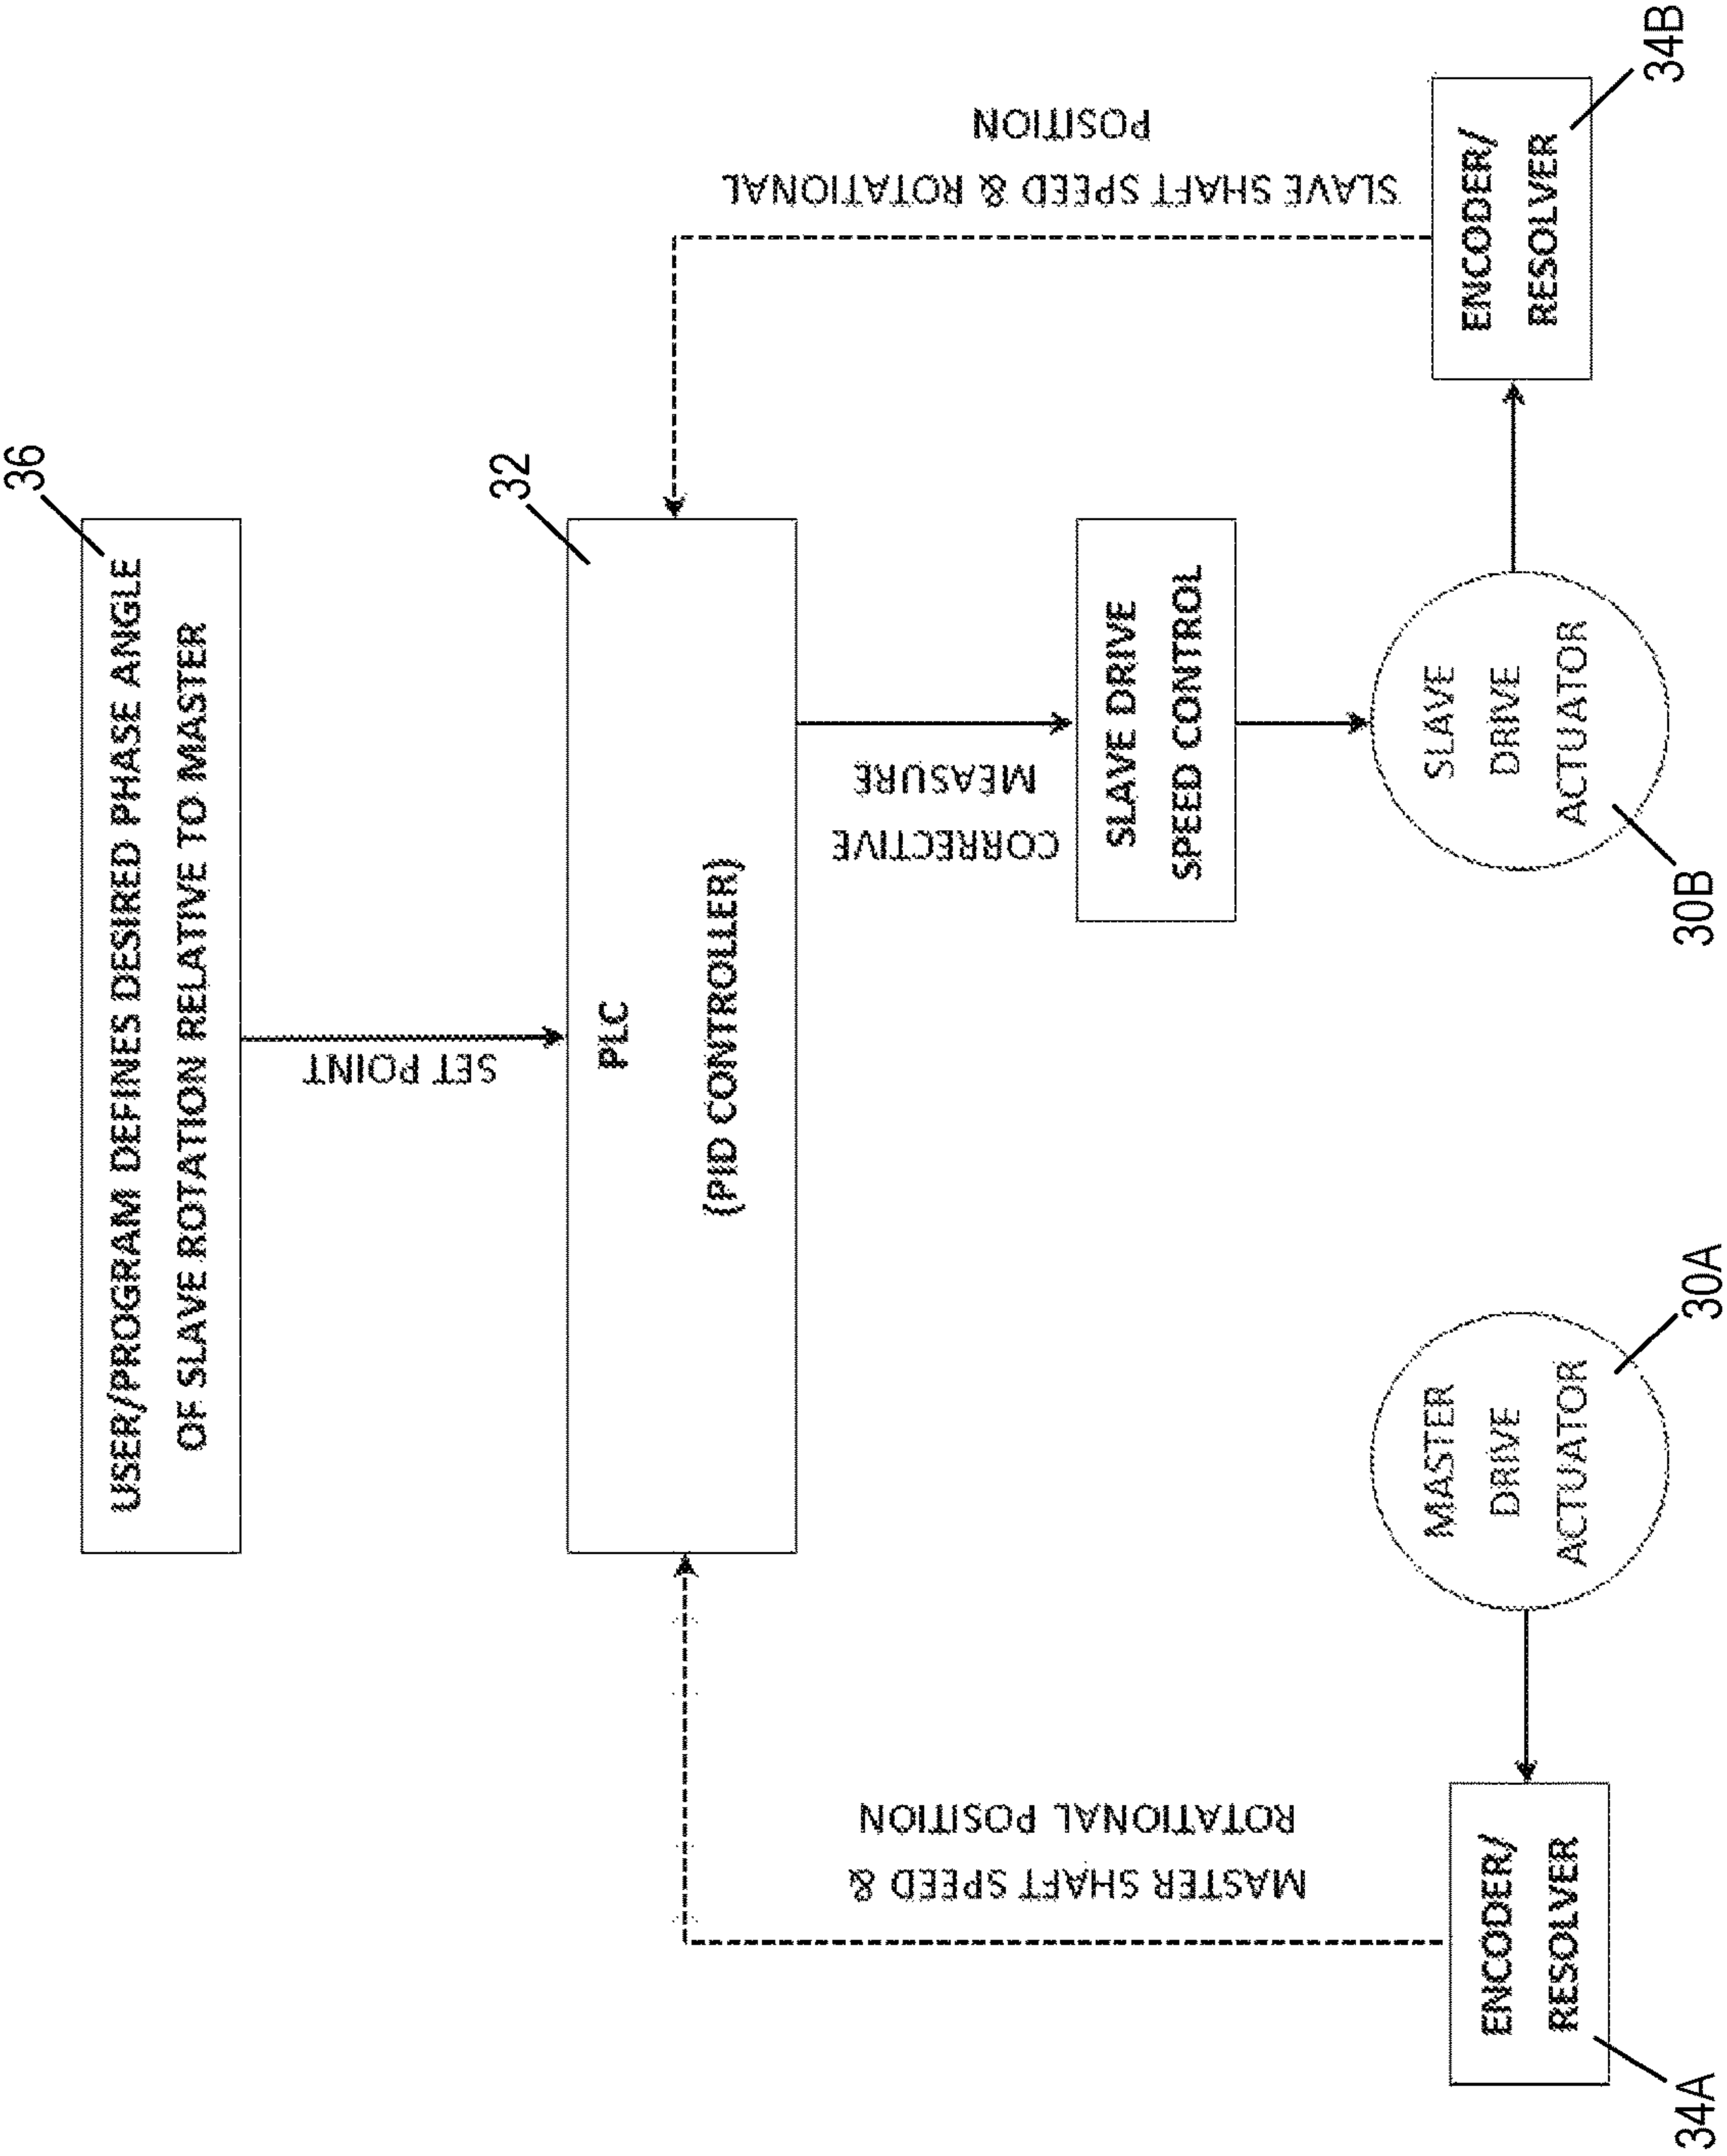 36
USER/PROGRAM DEFINES DESIRED PHASE ANGLE
OF SLAVE ROTATION RELATIVE TO MASTER
SET POINT
32
PLC
(PID CONTROLLER)
MASTER SHAFT SPEED &
ROTATIONAL POSITION
CORRECTIVE
MEASURE
SLAVE SHAFT SPEED & ROTATIONAL
POSITION
SLAVE DRIVE
SPEED CONTROL
ENCODER/
RESOLVER
34A
MASTER
DRIVE
ACTUATOR
30A
SLAVE
DRIVE
ACTUATOR
30B
ENCODER/
RESOLVER
34B